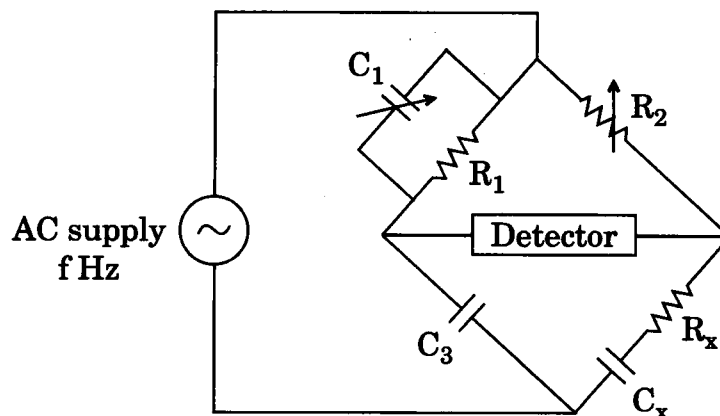 C₁
R₂
R₁
AC supply
f Hz
Detector
C₃
Rₓ
Cₓ